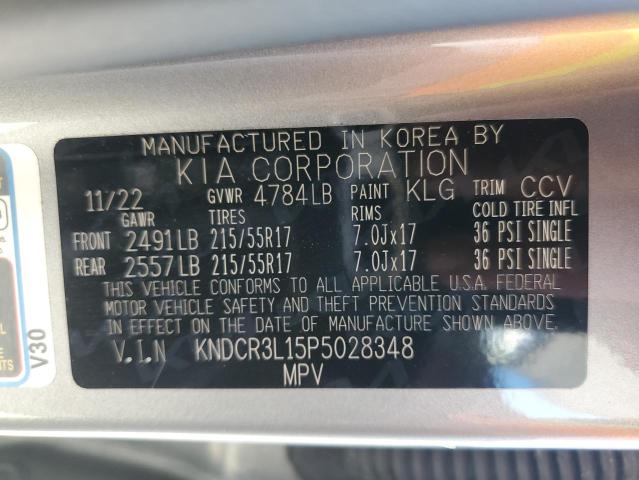 MANUFACTURED IN KOREA BY
KIA CORPORATION
11/22 GVWR 4784LB PAINT KLG TRIM CCV
GAWR TIRES RIMS COLD TIRE INFL
FRONT 2491LB 215/55R17 7.0Jx17 36 PSI SINGLE
REAR 2557LB 215/55R17 7.0Jx17 36 PSI SINGLE
THIS VEHICLE CONFORMS TO ALL APPLICABLE U.S.A. FEDERAL
MOTOR VEHICLE SAFETY AND THEFT PREVENTION STANDARDS
IN EFFECT ON THE DATE OF MANUFACTURE SHOWN ABOVE.
V.I.N KNDCR3L15P5028348
MPV
V30